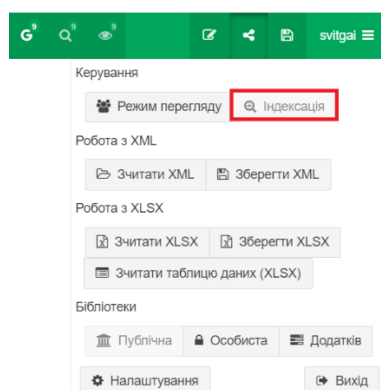 G 9 9 9 svitgai
Керування
Режим перегляду Індексація
Робота з XML
Зчитати XML Зберегти XML
Робота з XLSX
Зчитати XLSX Зберегти XLSX
Зчитати таблицю даних (XLSX)
Бібліотеки
Публічна Особиста Додатків
Налаштування Вихід